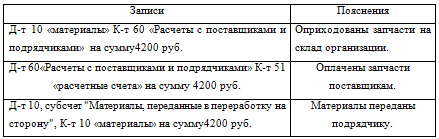 Записи
Пояснения
Д-т 10 «материалы» К-т 60 «Расчеты с поставщиками и
подрядчиками» на сумму4200 руб.
Оприходованы запчасти на
склад организации.
Д-т 60«Расчеты с поставщиками и подрядчиками» К-т 51
«расчетные счета» на сумму 4200 руб.
Оплачены запчасти
поставщикам.
Д-т 10, субсчет "Материалы, переданные в переработку на
сторону", К-т 10 «материалы» на сумму4200 руб.
Материалы переданы
подрядчику.